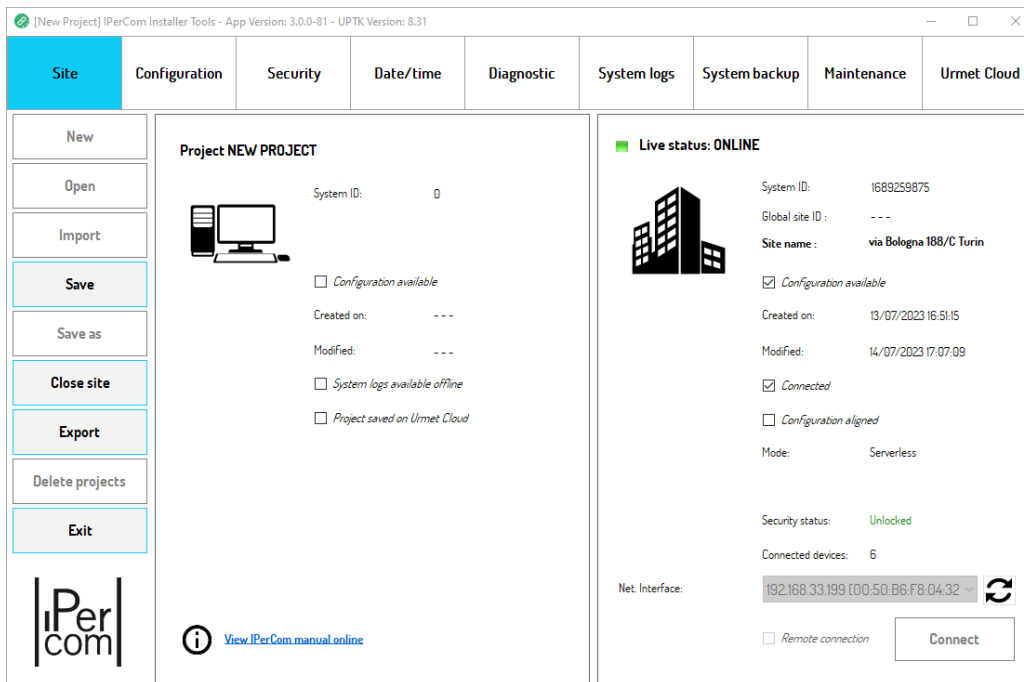 [New Project] IPerCom Installer Tools - App Version: 3.0.0-81 - UPTK Version: 8.31
Site
Configuration
Security
Date/time
Diagnostic
System logs
System backup
Maintenance
Urmet Cloud
New
Open
Import
Save
Save as
Close site
Export
Delete projects
Exit
IPer
com
Project NEW PROJECT
System ID: 0
Configuration available
Created on: ---
Modified: ---
System logs available offline
Project saved on Urmet Cloud
View IPerCom manual online
Live status: ONLINE
System ID: 1689259875
Global site ID : ---
Site name : via Bologna 188/C Turin
Configuration available
Created on: 13/07/2023 16:51:15
Modified: 14/07/2023 17:07:09
Connected
Configuration aligned
Mode: Serverless
Security status: Unlocked
Connected devices: 6
Net. Interface: 192.168.33.199 [00:50:B6:F8:04:32
Remote connection
Connect